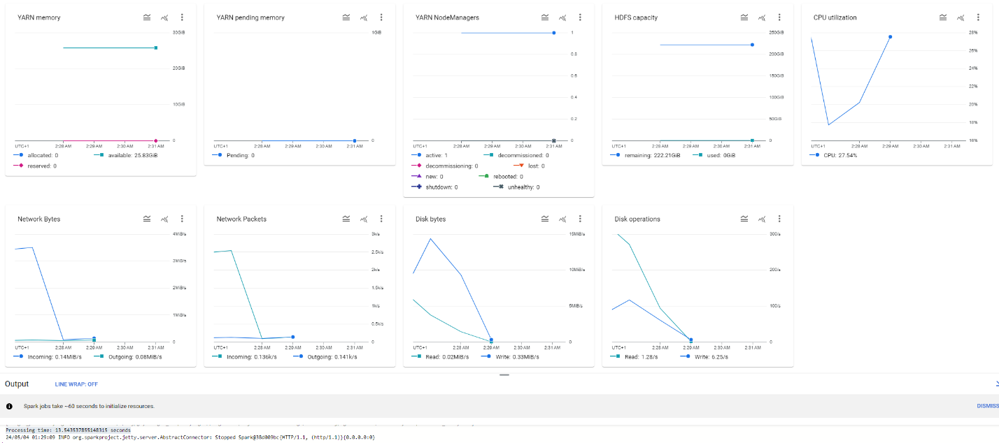 YARN memory
30GiB
20GiB
10GiB
0
UTC+1 2:28 AM 2:29 AM 2:30 AM 2:31 AM
allocated: 0 available: 25.83GiB
reserved: 0
YARN pending memory
1GiB
0
UTC+1 2:28 AM 2:29 AM 2:30 AM 2:31 AM
Pending: 0
YARN NodeManagers
1
0.8
0.6
0.4
0.2
0
UTC+1 2:28 AM 2:29 AM 2:30 AM 2:31 AM
active: 1 decommissioned: 0
decommissioning: 0 lost: 0
new: 0 rebooted: 0
shutdown: 0 unhealthy: 0
HDFS capacity
250GiB
200GiB
150GiB
100GiB
50GiB
0
UTC+1 2:28 AM 2:29 AM 2:30 AM 2:31 AM
remaining: 222.21GiB used: 0GiB
CPU utilization
28%
26%
24%
22%
20%
18%
16%
UTC+1 2:28 AM 2:29 AM 2:30 AM 2:31 AM
CPU: 27.54%
Network Bytes
4MiB/s
3MiB/s
2MiB/s
1MiB/s
0
UTC+1 2:28 AM 2:29 AM 2:30 AM 2:31 AM
Incoming: 0.14MiB/s Outgoing: 0.08MiB/s
Network Packets
3k/s
2.5k/s
2k/s
1.5k/s
1k/s
0.5k/s
0
UTC+1 2:28 AM 2:29 AM 2:30 AM 2:31 AM
Incoming: 0.136k/s Outgoing: 0.141k/s
Disk bytes
15MiB/s
10MiB/s
5MiB/s
0
UTC+1 2:28 AM 2:29 AM 2:30 AM 2:31 AM
Read: 0.02MiB/s Write: 0.33MiB/s
Disk operations
300/s
200/s
100/s
0
UTC+1 2:28 AM 2:29 AM 2:30 AM 2:31 AM
Read: 1.28/s Write: 6.25/s
Output LINE WRAP: OFF
Spark jobs take ~60 seconds to initialize resources. DISMISS
Processing time: 13.543537855148315 seconds
24/05/04 01:29:09 INFO org.sparkproject.jetty.server.AbstractConnector: Stopped Spark@38d009bc{HTTP/1.1, (http/1.1)}{0.0.0.0:0}